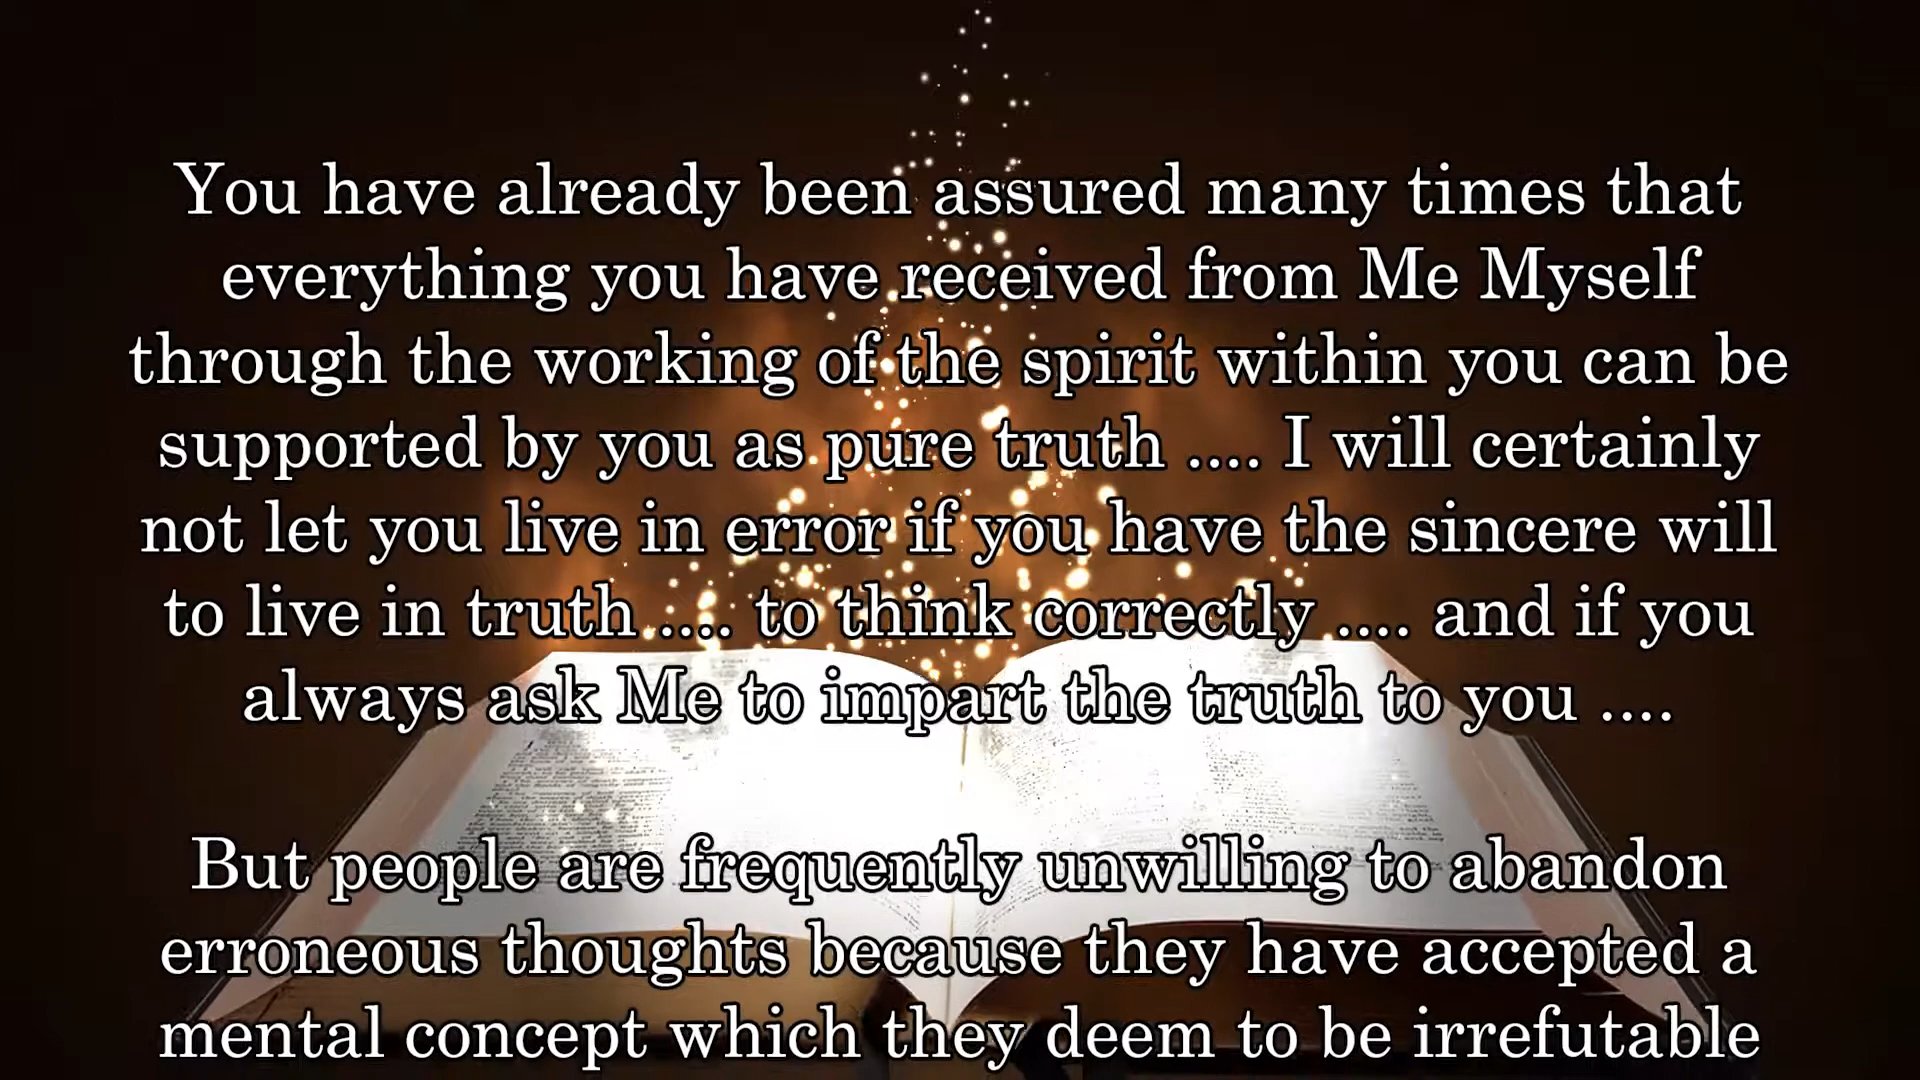 You have already been assured many times that
everything you have received from Me Myself
through the working of the spirit within you can be
supported by you as pure truth .... I will certainly
not let you live in error if you have the sincere will
to live in truth .... to think correctly .... and if you
always ask Me to impart the truth to you ....
But people are frequently unwilling to abandon
erroneous thoughts because they have accepted a
mental concept which they deem to be irrefutable